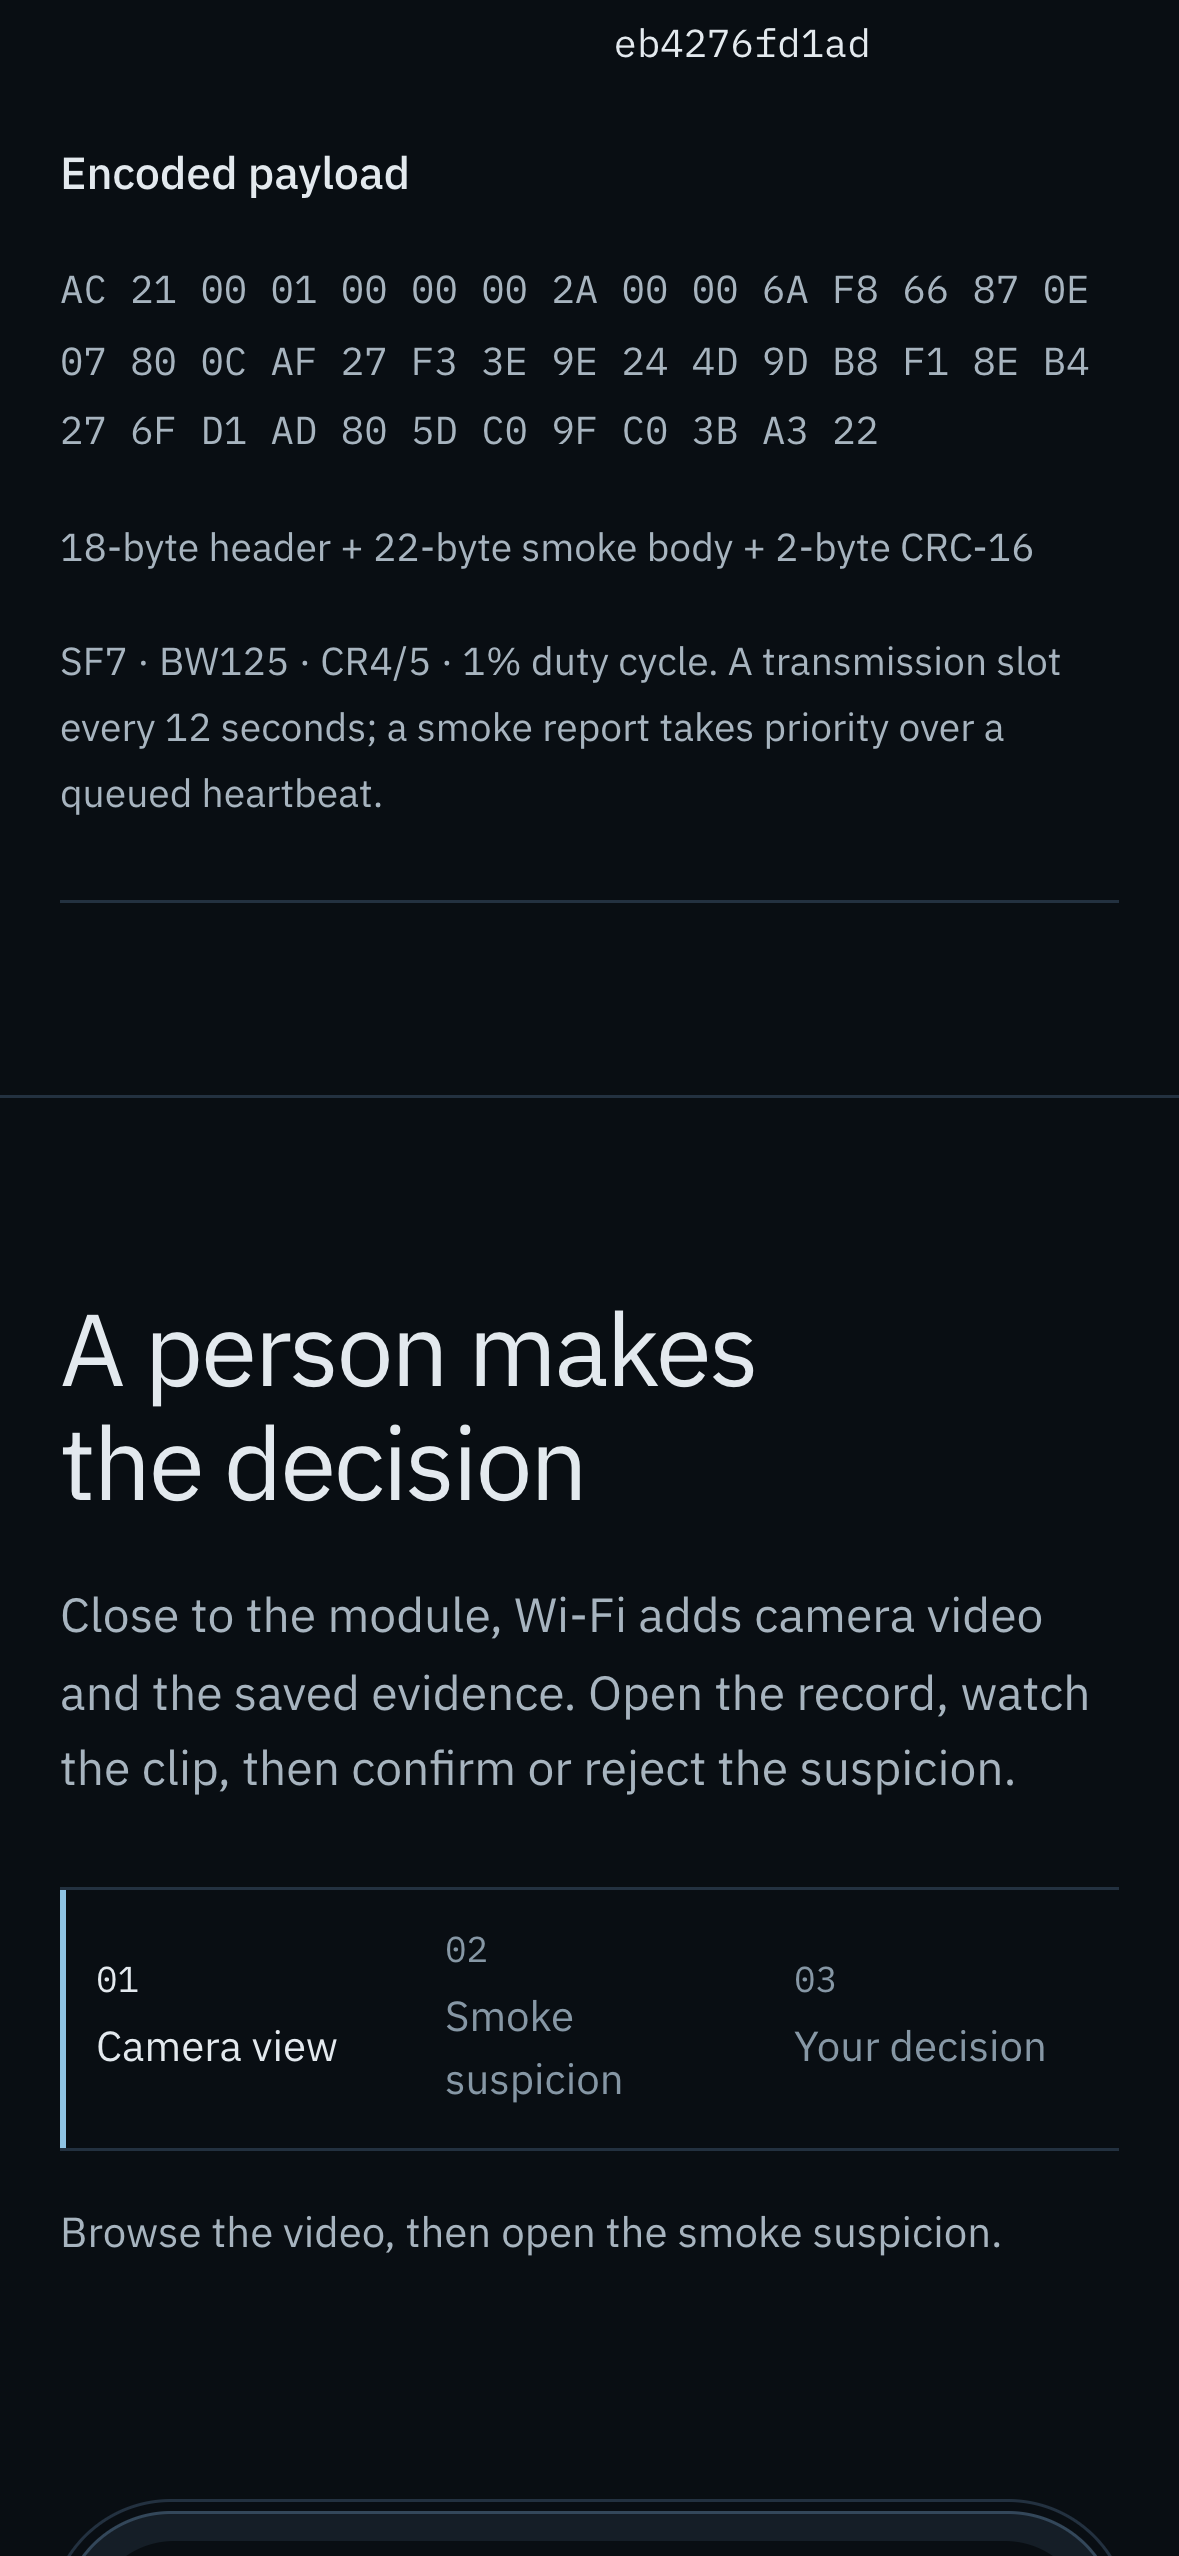 eb4276fd1ad
Encoded payload
AC 21 00 01 00 00 00 2A 00 00 6A F8 66 87 0E
07 80 0C AF 27 F3 3E 9E 24 4D 9D B8 F1 8E B4
27 6F D1 AD 80 5D C0 9F C0 3B A3 22
18-byte header + 22-byte smoke body + 2-byte CRC-16
SF7 · BW125 · CR4/5 · 1% duty cycle. A transmission slot
every 12 seconds; a smoke report takes priority over a
queued heartbeat.
A person makes
the decision
Close to the module, Wi-Fi adds camera video
and the saved evidence. Open the record, watch
the clip, then confirm or reject the suspicion.
01
Camera view
02
Smoke
suspicion
03
Your decision
Browse the video, then open the smoke suspicion.